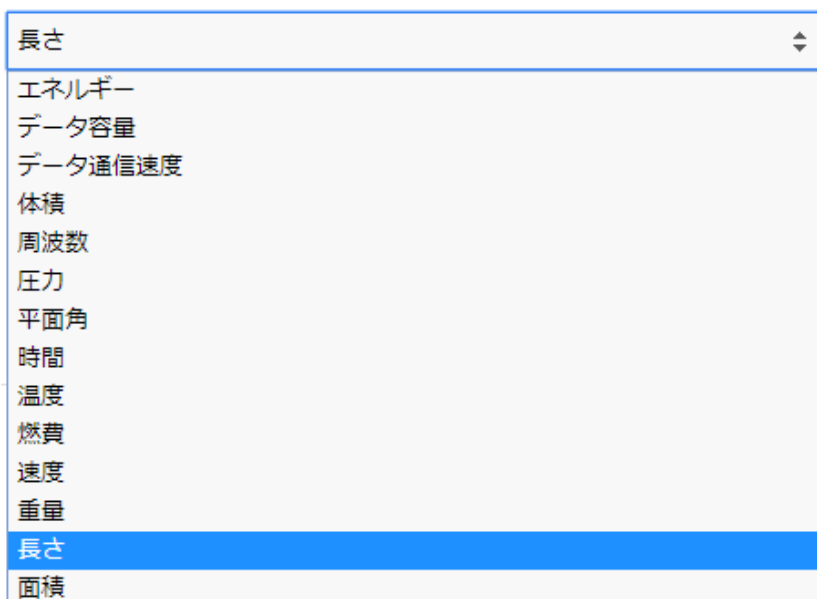 長さ
エネルギー
データ容量
データ通信速度
体積
周波数
圧力
平面角
時間
温度
燃費
速度
重量
長さ
面積